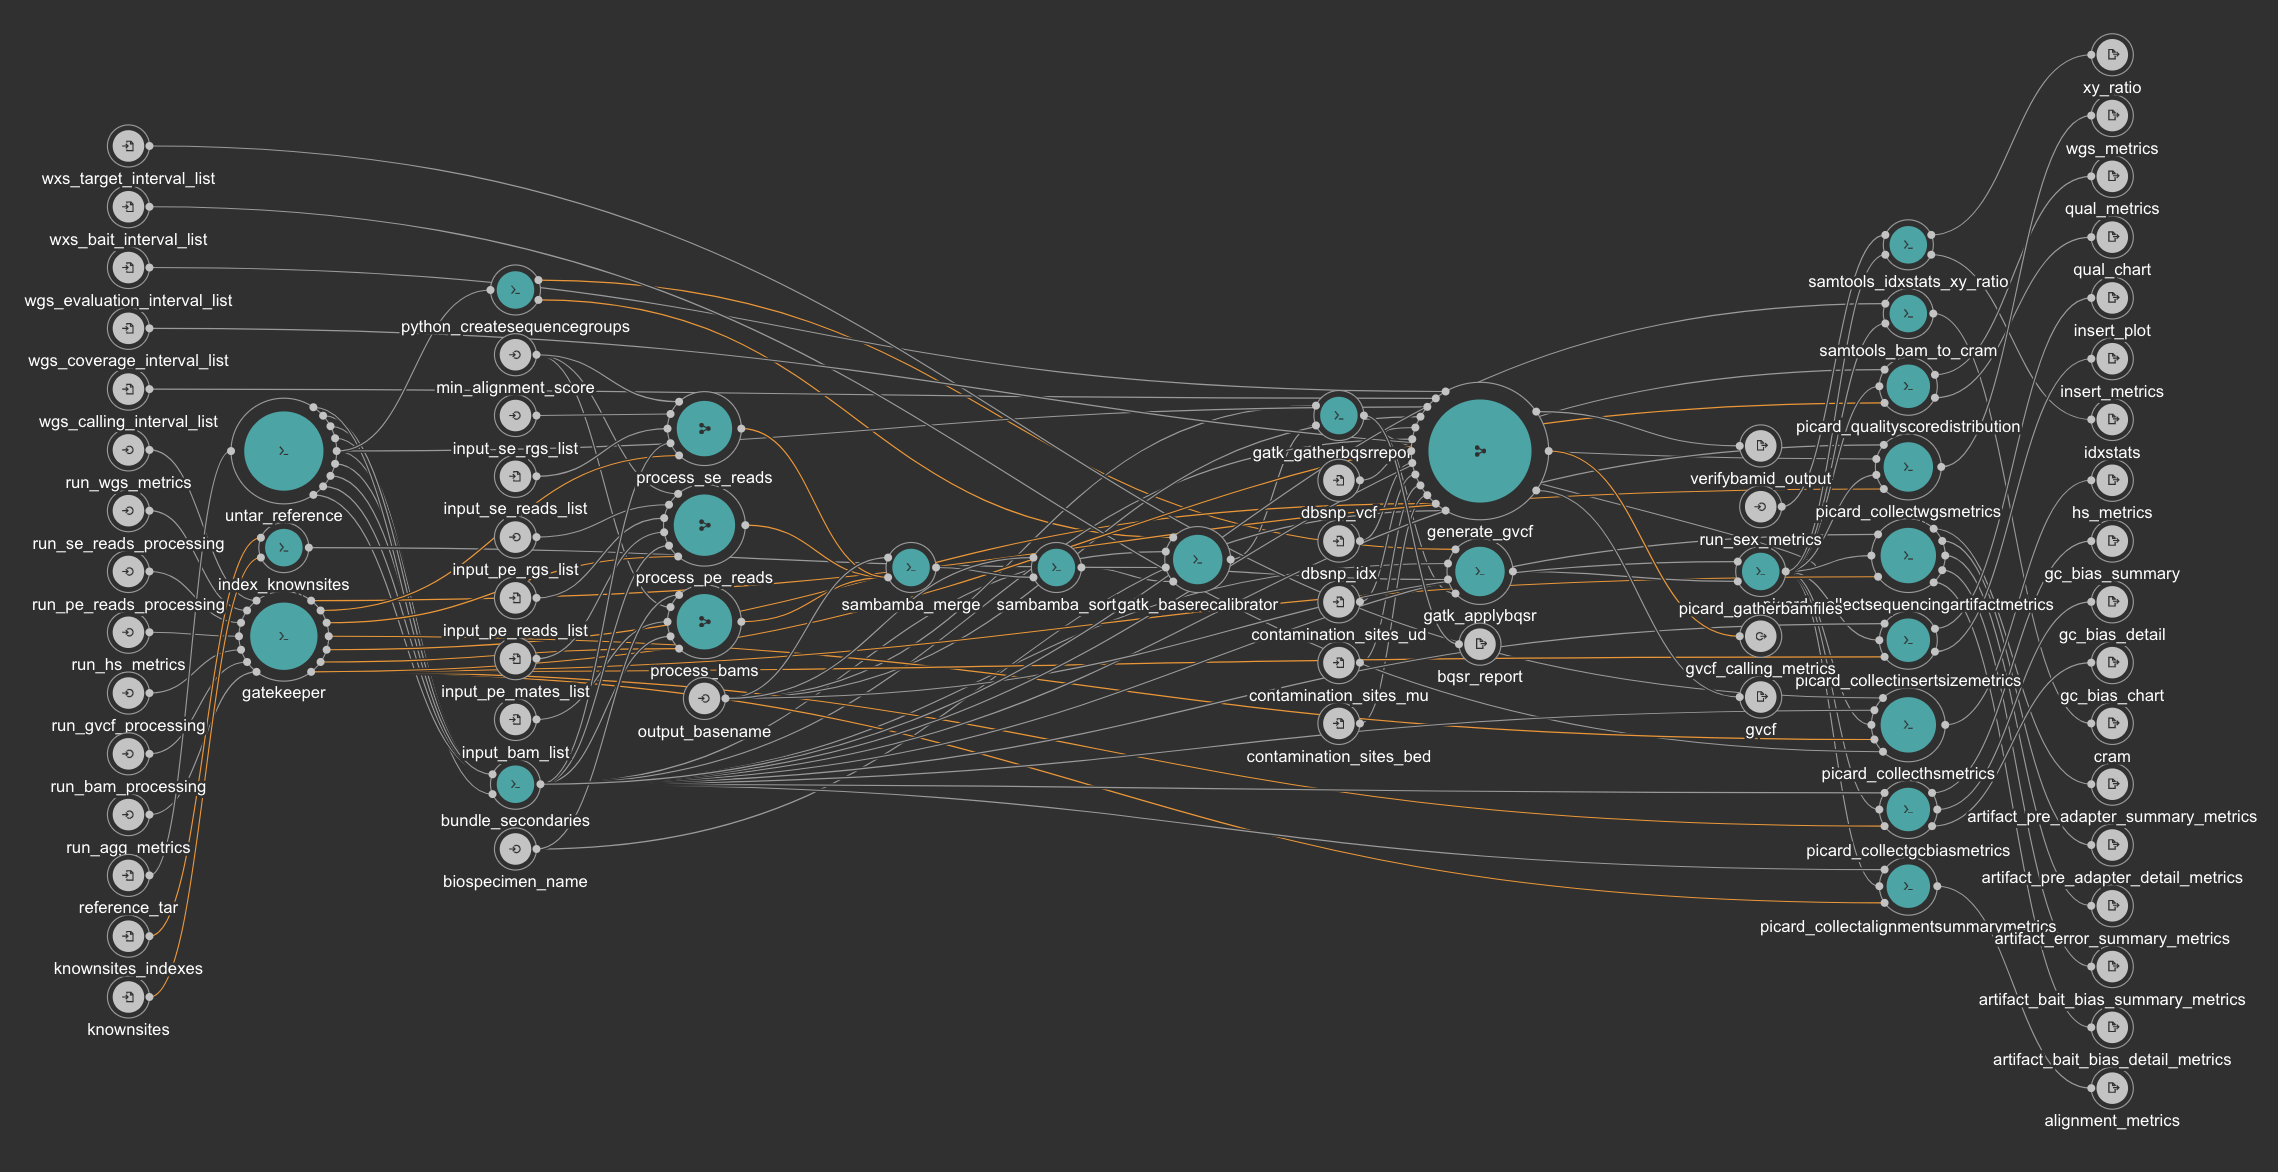 wxs_target_interval_list
wxs_bait_interval_list
wgs_evaluation_interval_list
wgs_coverage_interval_list
wgs_calling_interval_list
run_wgs_metrics
run_se_reads_processing
run_pe_reads_processing
run_hs_metrics
run_gvcf_processing
run_bam_processing
run_agg_metrics
reference_tar
knownsites_indexes
knownsites
untar_reference
index_knownsites
gatekeeper
python_createsequencegroups
min_alignment_score
input_se_rgs_list
input_se_reads_list
input_pe_rgs_list
input_pe_reads_list
input_pe_mates_list
input_bam_list
bundle_secondaries
biospecimen_name
process_se_reads
process_pe_reads
process_bams
output_basename
sambamba_merge
sambamba_sort
gatk_baserecalibrator
gatk_gatherbqsrrepor
dbsnp_vcf
dbsnp_idx
contamination_sites_ud
contamination_sites_mu
contamination_sites_bed
generate_gvcf
gatk_applybqsr
bqsr_report
verifybamid_output
run_sex_metrics
picard_gatherbamfiles
gvcf_calling_metrics
gvcf
samtools_idxstats_xy_ratio
samtools_bam_to_cram
picard_qualityscoredistribution
picard_collectwgsmetrics
llectsequencingartifactmetrics
picard_collectinsertsizemetrics
picard_collecthsmetrics
picard_collectgcbiasmetrics
picard_collectalignmentsummarymetrics
xy_ratio
wgs_metrics
qual_metrics
qual_chart
insert_plot
insert_metrics
idxstats
hs_metrics
gc_bias_summary
gc_bias_detail
gc_bias_chart
cram
artifact_pre_adapter_summary_metrics
artifact_pre_adapter_detail_metrics
artifact_error_summary_metrics
artifact_bait_bias_summary_metrics
artifact_bait_bias_detail_metrics
alignment_metrics